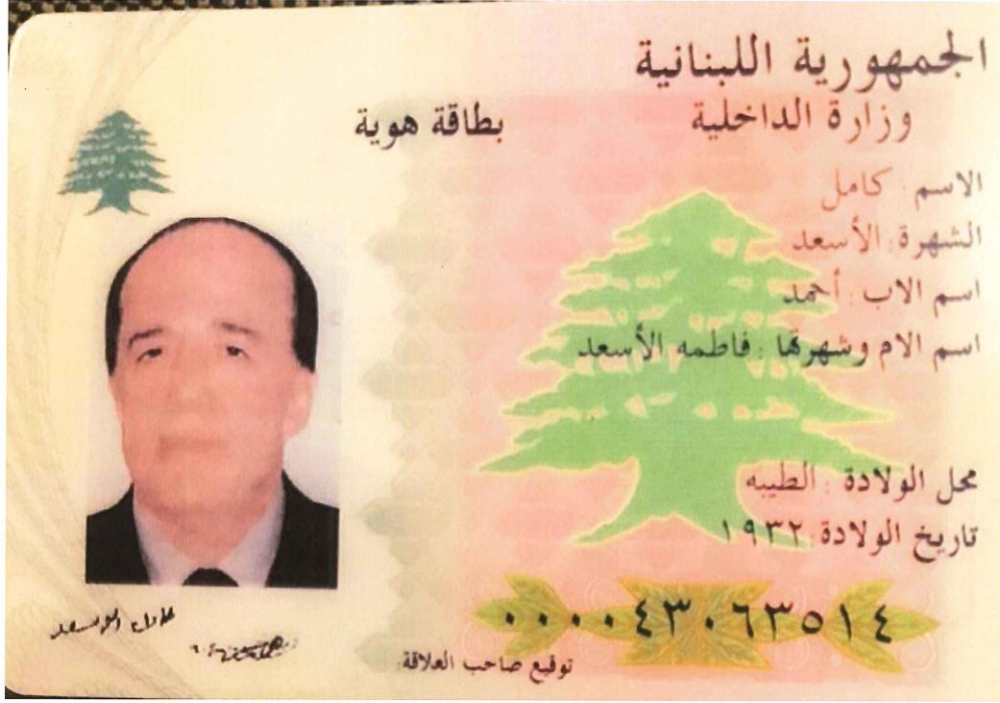 الجمهورية اللبنانية
وزارة الداخلية
بطاقة هوية
الاسم : كامل
الشهرة : الأسعد
اسم الاب : أحمد
اسم الام وشهرتها : فاطمه الأسعد
محل الولادة : الطيبه
تاريخ الولادة : ١٩٣٢
٠٠٠٠٤٣٠٦٣٥١٤
توقيع صاحب العلاقة